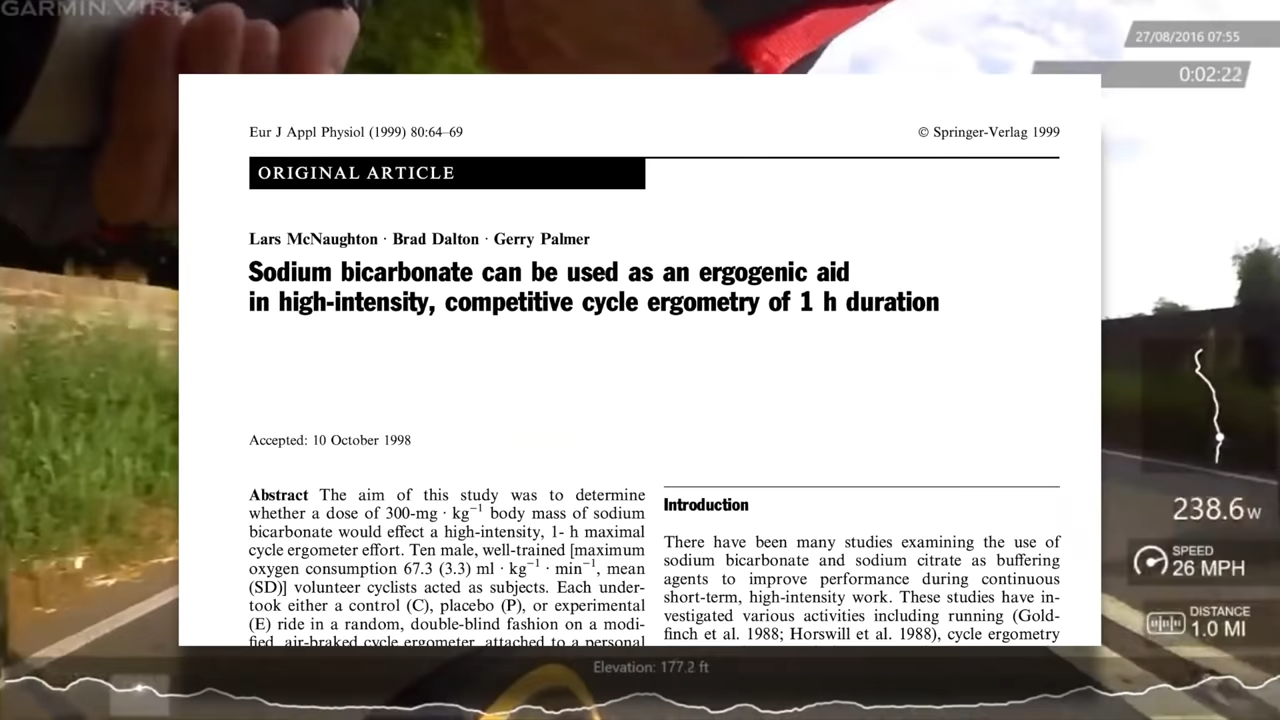 GARMIN VIRB
27/08/2016 07:55
0:02:22
Eur J Appl Physiol (1999) 80:64–69
© Springer-Verlag 1999
ORIGINAL ARTICLE
Lars McNaughton · Brad Dalton · Gerry Palmer
Sodium bicarbonate can be used as an ergogenic aid
in high-intensity, competitive cycle ergometry of 1 h duration
Accepted: 10 October 1998
Abstract The aim of this study was to determine
whether a dose of 300-mg · kg⁻¹ body mass of sodium
bicarbonate would effect a high-intensity, 1- h maximal
cycle ergometer effort. Ten male, well-trained [maximum
oxygen consumption 67.3 (3.3) ml · kg⁻¹ · min⁻¹, mean
(SD)] volunteer cyclists acted as subjects. Each under-
took either a control (C), placebo (P), or experimental
(E) ride in a random, double-blind fashion on a modi-
fied, air-braked cycle ergometer, attached to a personal
Introduction
There have been many studies examining the use of
sodium bicarbonate and sodium citrate as buffering
agents to improve performance during continuous
short-term, high-intensity work. These studies have in-
vestigated various activities including running (Gold-
finch et al. 1988; Horswill et al. 1988), cycle ergometry
238.6 W
SPEED
26 MPH
DISTANCE
1.0 MI
Elevation: 177.2 ft